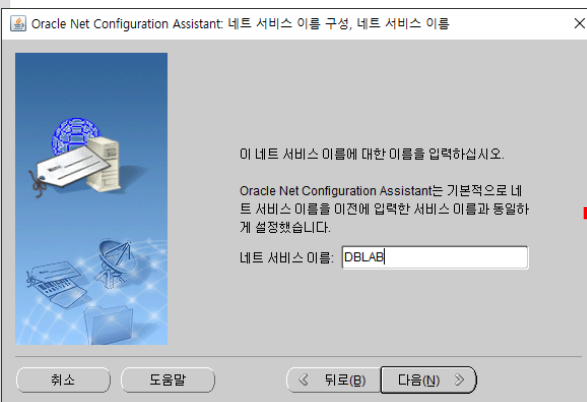 Oracle Net Configuration Assistant: 네트 서비스 이름 구성, 네트 서비스 이름
이 네트 서비스 이름에 대한 이름을 입력하십시오.
Oracle Net Configuration Assistant는 기본적으로 네
트 서비스 이름을 이전에 입력한 서비스 이름과 동일하
게 설정했습니다.
네트 서비스 이름: DBLAB
취소 도움말 뒤로(B) 다음(N)